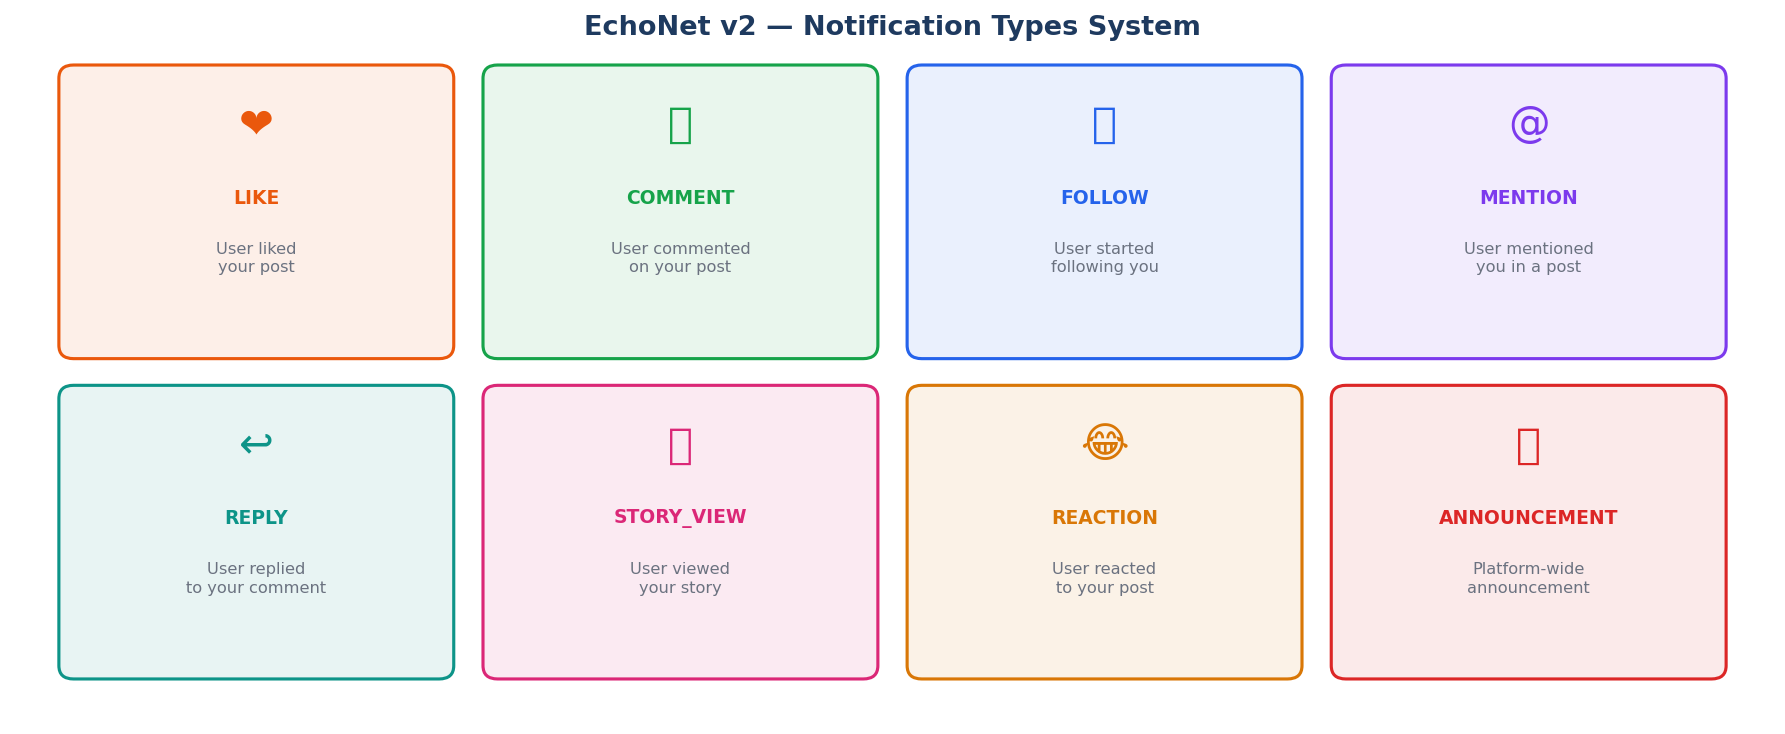 EchoNet v2 — Notification Types System
❤
LIKE
User liked
your post
COMMENT
User commented
on your post
FOLLOW
User started
following you
@
MENTION
User mentioned
you in a post
↩
REPLY
User replied
to your comment
STORY_VIEW
User viewed
your story
😂
REACTION
User reacted
to your post
ANNOUNCEMENT
Platform-wide
announcement